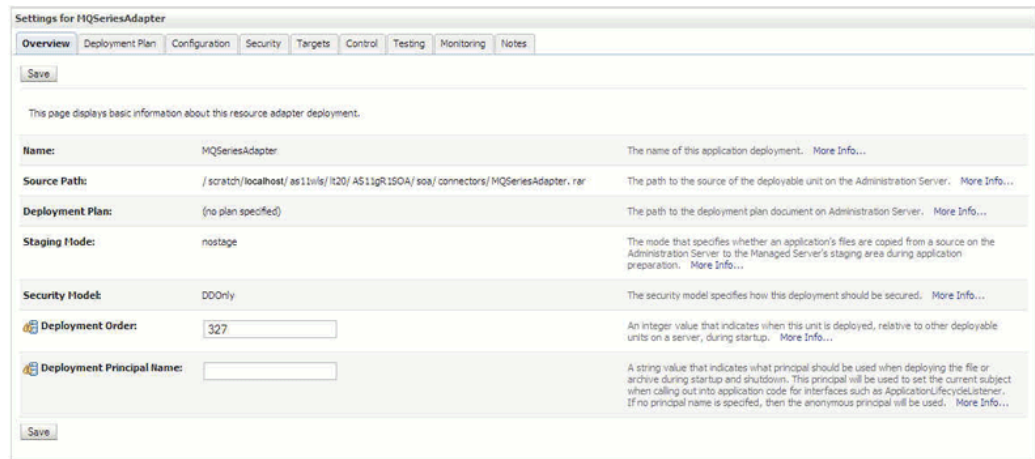 Settings for MQSeriesAdapter
Overview Deployment Plan Configuration Security Targets Control Testing Monitoring Notes
Save
This page displays basic information about this resource adapter deployment.
Name: MQSeriesAdapter The name of this application deployment. More Info...
Source Path: /scratch/localhost/as11wls/lt20/AS11gR1SOA/soa/connectors/MQSeriesAdapter.rar The path to the source of the deployable unit on the Administration Server. More Info...
Deployment Plan: (no plan specified) The path to the deployment plan document on Administration Server. More Info...
Staging Mode: nostage The mode that specifies whether an application's files are copied from a source on the
Administration Server to the Managed Server's staging area during application
preparation. More Info...
Security Model: DDOnly The security model specifies how this deployment should be secured. More Info...
Deployment Order: 327 An integer value that indicates when this unit is deployed, relative to other deployable
units on a server, during startup. More Info...
Deployment Principal Name: A string value that indicates what principal should be used when deploying the file or
archive during startup and shutdown. This principal will be used to set the current subject
when calling out into application code for interfaces such as ApplicationLifecycleListener.
If no principal name is specifed, then the anonymous principal will be used. More Info...
Save